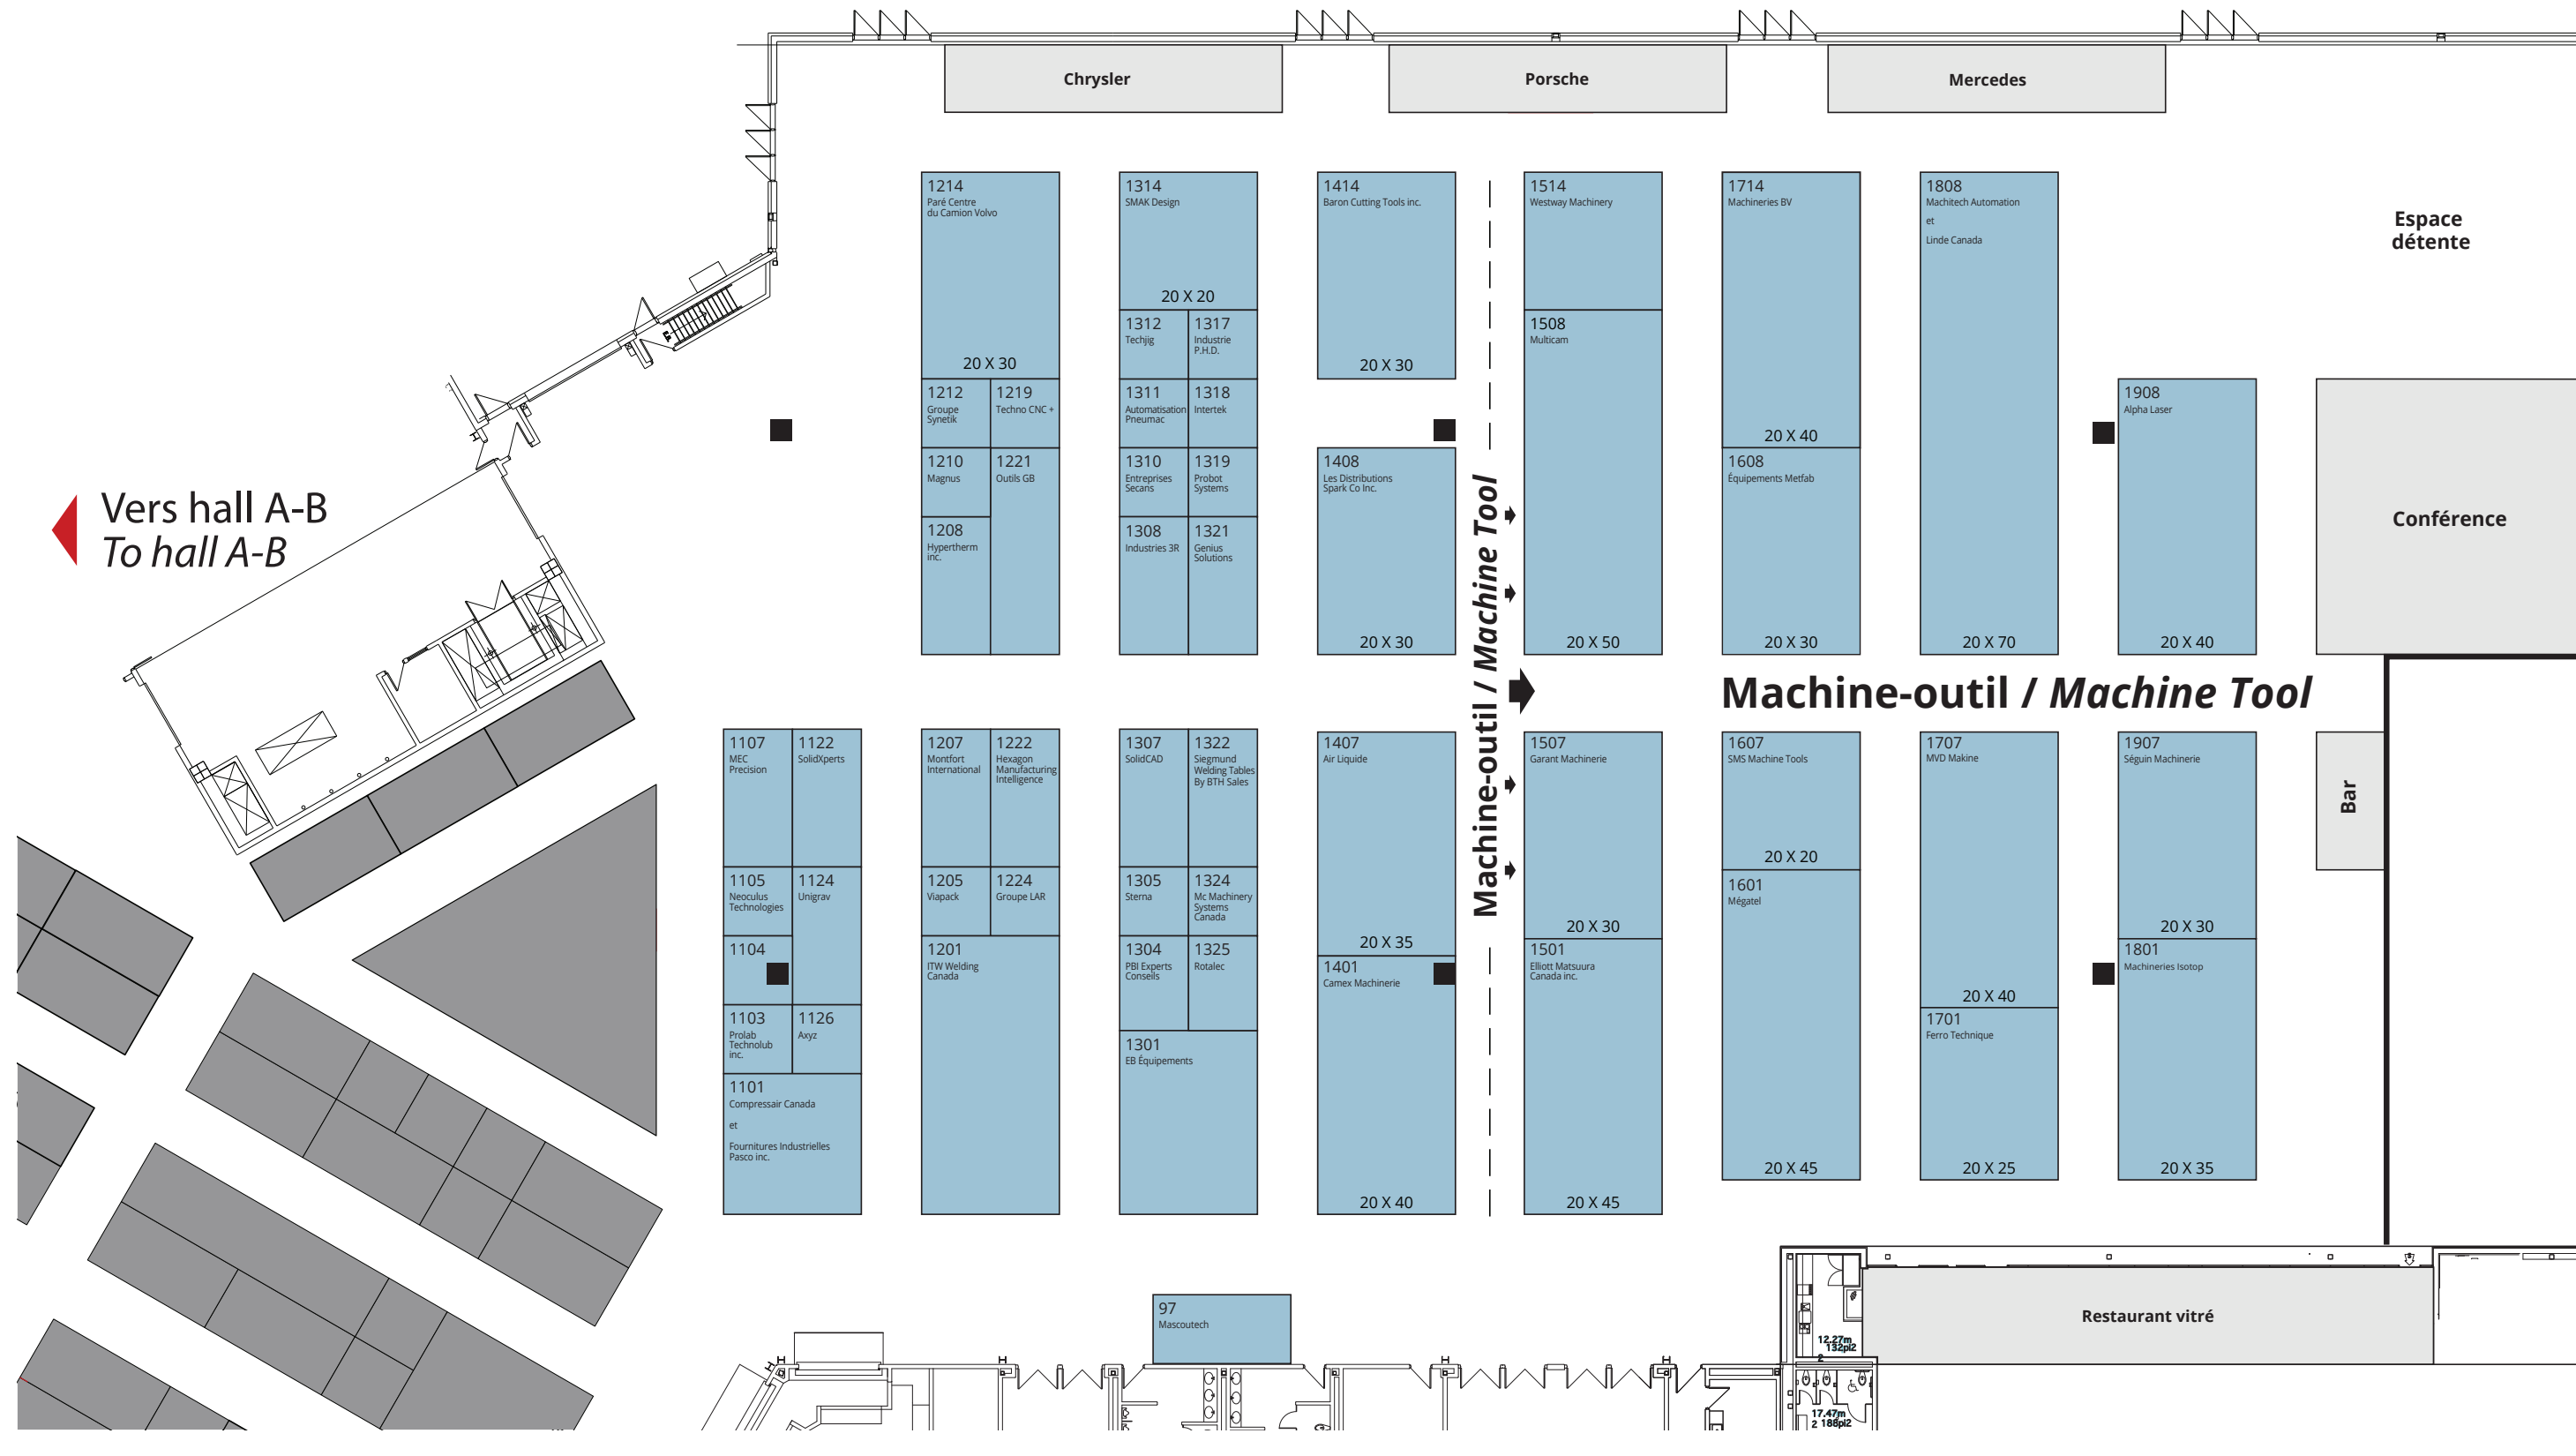 Chrysler
Porsche
Mercedes
Espace
détente
1214
Paré Centre
du Camion Volvo
20 X 30
1314
SMAK Design
20 X 20
1414
Baron Cutting Tools inc.
20 X 30
1514
Westway Machinery
1714
Machineries BV
20 X 40
1808
Machitech Automation
et
Linde Canada
20 X 70
1312
Techjig
1317
Industrie
P.H.D.
1508
Multicam
20 X 50
1212
Groupe
Synetik
1219
Techno CNC +
1311
Automatisation
Pneumac
1318
Intertek
1908
Alpha Laser
20 X 40
1210
Magnus
1221
Outils GB
1310
Entreprises
Secans
1319
Probot
Systems
1408
Les Distributions
Spark Co Inc.
20 X 30
1608
Équipements Metfab
20 X 30
1208
Hypertherm
inc.
1308
Industries 3R
1321
Genius
Solutions
Conférence
Vers hall A-B
To hall A-B
Machine-outil / Machine Tool
Machine-outil / Machine Tool
1107
MEC
Precision
1122
SolidXperts
1207
Montfort
International
1222
Hexagon
Manufacturing
Intelligence
1307
SolidCAD
1322
Siegmund
Welding Tables
By BTH Sales
1407
Air Liquide
20 X 35
1507
Garant Machinerie
20 X 30
1607
SMS Machine Tools
20 X 20
1707
MVD Makine
20 X 40
1907
Séguin Machinerie
20 X 30
Bar
1105
Neoculus
Technologies
1124
Unigrav
1205
Viapack
1224
Groupe LAR
1305
Sterna
1324
Mc Machinery
Systems
Canada
1601
Mégatel
20 X 45
1104
1201
ITW Welding
Canada
1304
PBI Experts
Conseils
1325
Rotalec
1401
Camex Machinerie
20 X 40
1501
Elliott Matsuura
Canada inc.
20 X 45
1801
Machineries Isotop
20 X 35
1103
Prolab
Technolub
inc.
1126
Axyz
1301
EB Équipements
1701
Ferro Technique
20 X 25
1101
Compressair Canada
et
Fournitures Industrielles
Pasco inc.
97
Mascoutech
Restaurant vitré
12.27m
2 132pi2
17.47m
2 188pi2